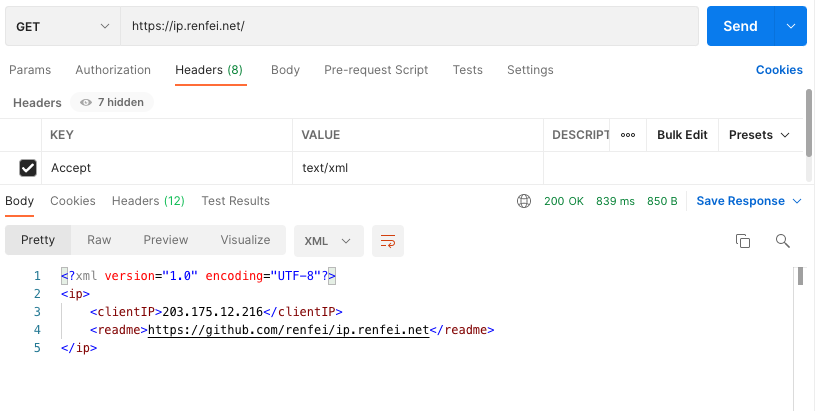 GET https://ip.renfei.net/ Send
Params Authorization Headers (8) Body Pre-request Script Tests Settings Cookies
Headers 7 hidden
KEY VALUE DESCRIPT ooo Bulk Edit Presets
Accept text/xml
Body Cookies Headers (12) Test Results 200 OK 839 ms 850 B Save Response
Pretty Raw Preview Visualize XML
1 <?xml version="1.0" encoding="UTF-8"?>
2 <ip>
3 <clientIP>203.175.12.216</clientIP>
4 <readme>https://github.com/renfei/ip.renfei.net</readme>
5 </ip>